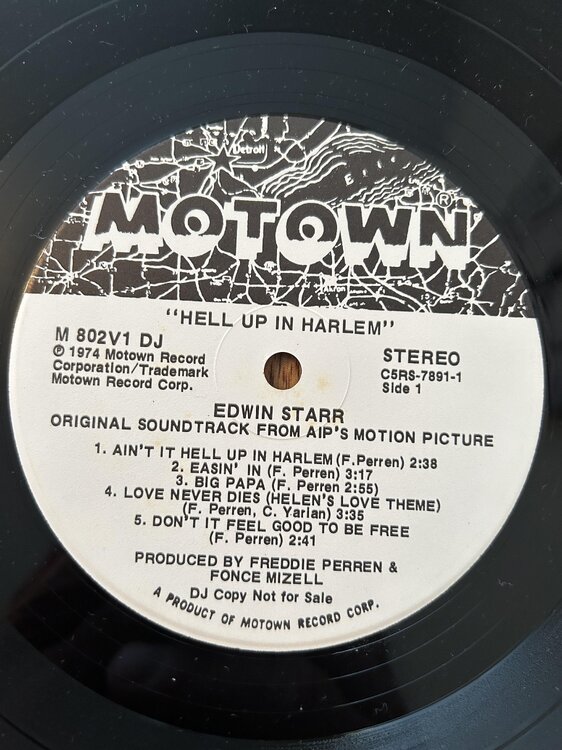 Detroit
Erie
Akron
MOTOWN®
"HELL UP IN HARLEM"
M 802V1 DJ
℗ 1974 Motown Record
Corporation/Trademark
Motown Record Corp.
STEREO
C5RS-7891-1
Side 1
EDWIN STARR
ORIGINAL SOUNDTRACK FROM AIP'S MOTION PICTURE
1. AIN'T IT HELL UP IN HARLEM (F.Perren) 2:38
2. EASIN' IN (F. Perren) 3:17
3. BIG PAPA (F. Perren 2:55)
4. LOVE NEVER DIES (HELEN'S LOVE THEME)
(F. Perren, C. Yarlan) 3:35
5. DON'T IT FEEL GOOD TO BE FREE
(F. Perren) 2:41
PRODUCED BY FREDDIE PERREN &
FONCE MIZELL
DJ Copy Not for Sale
A PRODUCT OF MOTOWN RECORD CORP.